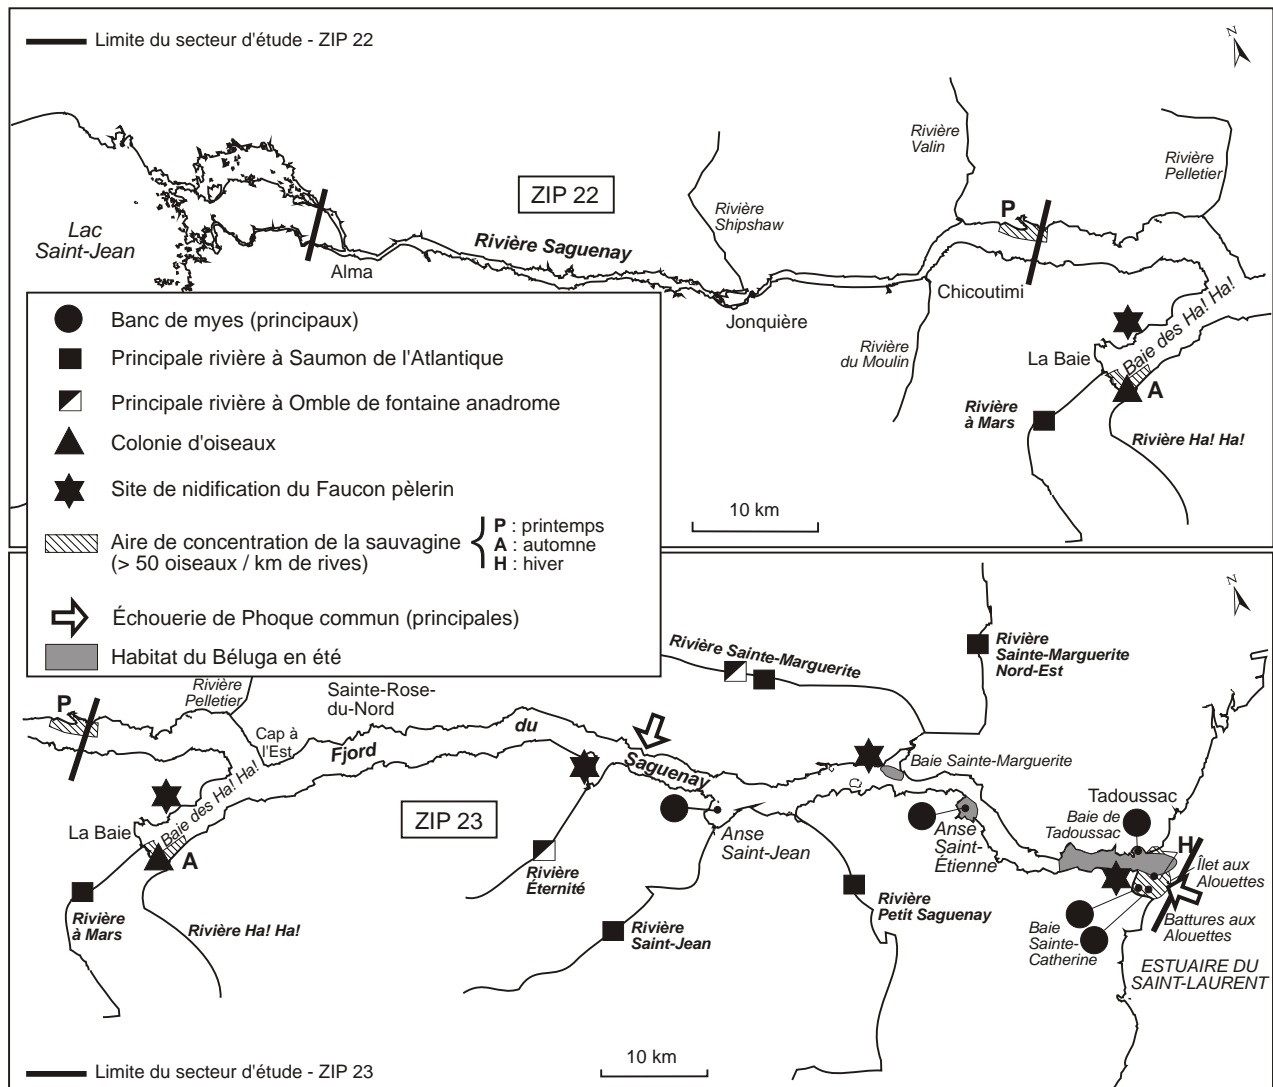 Limite du secteur d'étude - ZIP 22
N
Rivière
Valin
Rivière
Pelletier
ZIP 22
P
Rivière
Shipshaw
Lac
Saint-Jean
Rivière Saguenay
Alma
Chicoutimi
Jonquière
Baie des Ha! Ha!
La Baie
Rivière
du Moulin
A
Rivière
à Mars
Rivière Ha! Ha!
10 km
Banc de myes (principaux)
Principale rivière à Saumon de l'Atlantique
Principale rivière à Omble de fontaine anadrome
Colonie d'oiseaux
Site de nidification du Faucon pèlerin
Aire de concentration de la sauvagine
(> 50 oiseaux / km de rives)
P : printemps
A : automne
H : hiver
Échouerie de Phoque commun (principales)
Habitat du Béluga en été
N
Rivière Sainte-Marguerite
Rivière
Sainte-Marguerite
Nord-Est
Rivière
Pelletier
Sainte-Rose-
du-Nord
P
Cap à
l'Est
Fjord
du
Saguenay
Baie Sainte-Marguerite
Baie des Ha! Ha!
La Baie
ZIP 23
A
Anse
Saint-Jean
Anse
Saint-
Étienne
Tadoussac
Baie de
Tadoussac
H
Îlet aux
Alouettes
Rivière
Éternité
Rivière
Petit Saguenay
Battures aux
Alouettes
Baie
Sainte-
Catherine
Rivière
à Mars
Rivière Ha! Ha!
Rivière
Saint-Jean
ESTUAIRE DU
SAINT-LAURENT
10 km
Limite du secteur d'étude - ZIP 23